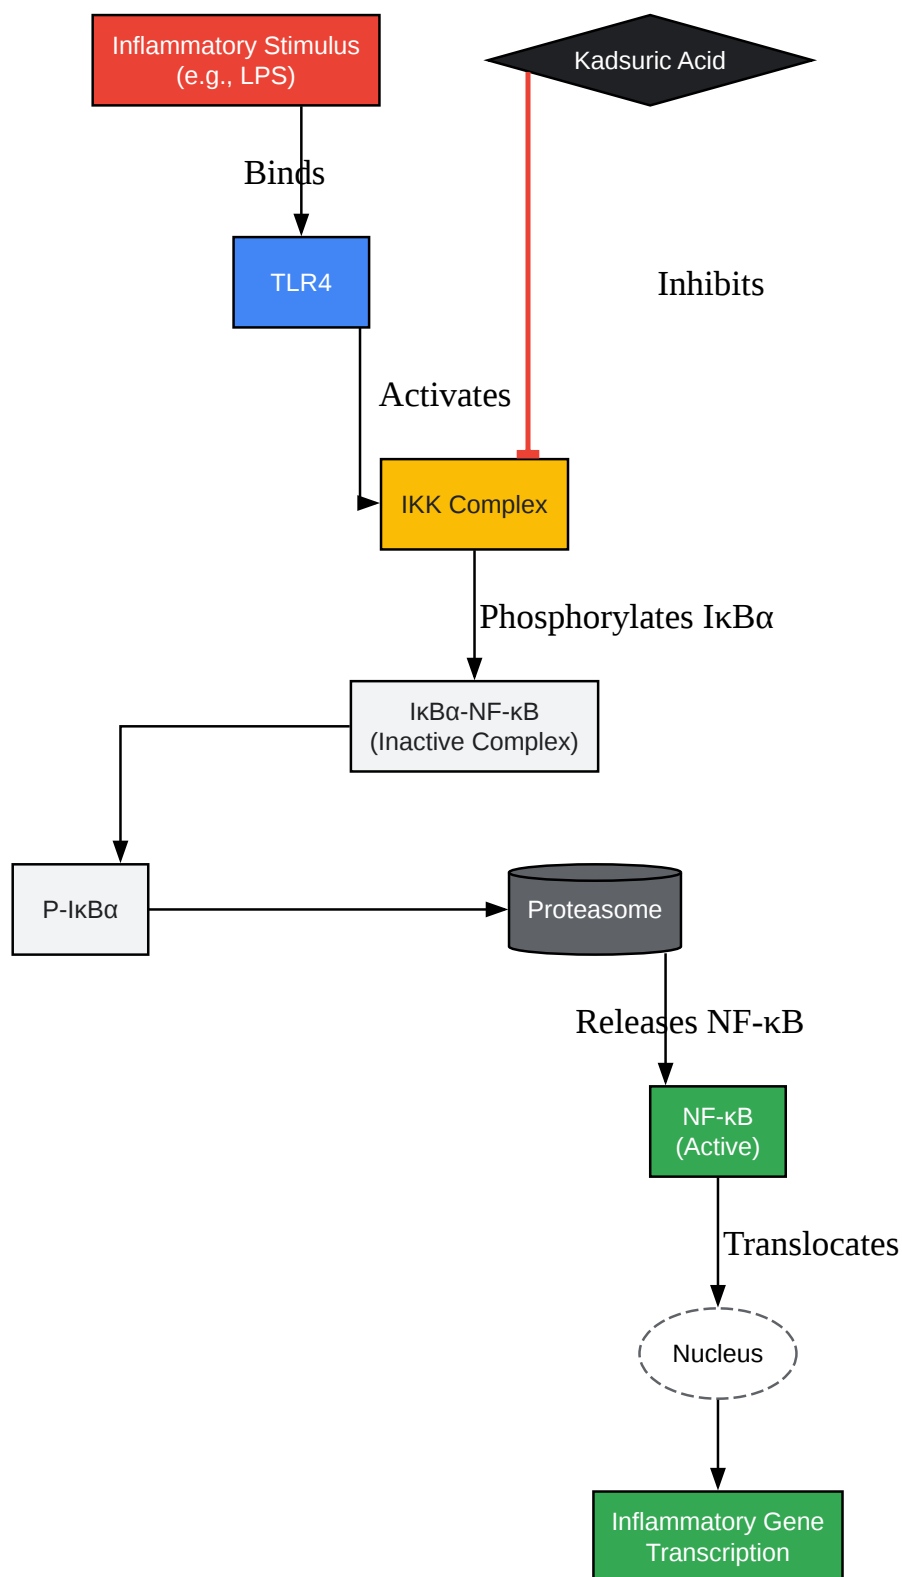 Inflammatory Stimulus
(e.g., LPS)
Kadsuric Acid
Binds
TLR4
Inhibits
Activates
IKK Complex
Phosphorylates IκBα
IκBα-NF-κB
(Inactive Complex)
P-IκBα
Proteasome
Releases NF-κB
NF-κB
(Active)
Translocates
Nucleus
Inflammatory Gene
Transcription